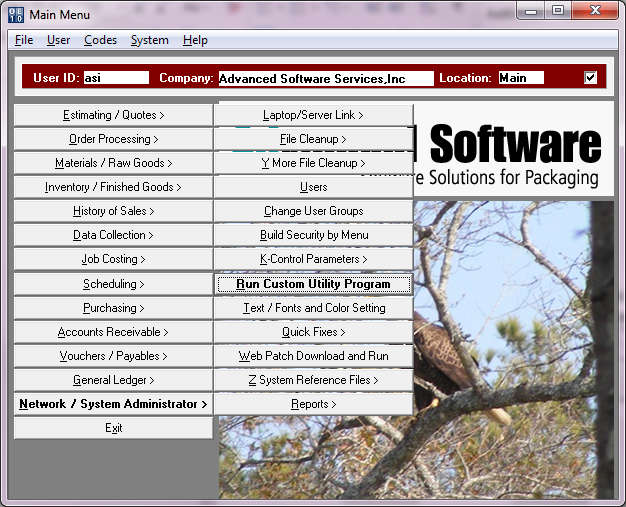 Main Menu
File User Codes System Help
User ID: asi Company: Advanced Software Services,Inc Location: Main
Estimating / Quotes >
Order Processing >
Materials / Raw Goods >
Inventory / Finished Goods >
History of Sales >
Data Collection >
Job Costing >
Scheduling >
Purchasing >
Accounts Receivable >
Vouchers / Payables >
General Ledger >
Network / System Administrator >
Exit
Laptop/Server Link >
File Cleanup >
Y More File Cleanup >
Users
Change User Groups
Build Security by Menu
K-Control Parameters >
Run Custom Utility Program
Text / Fonts and Color Setting
Quick Fixes >
Web Patch Download and Run
Z System Reference Files >
Reports >
Software
Solutions for Packaging